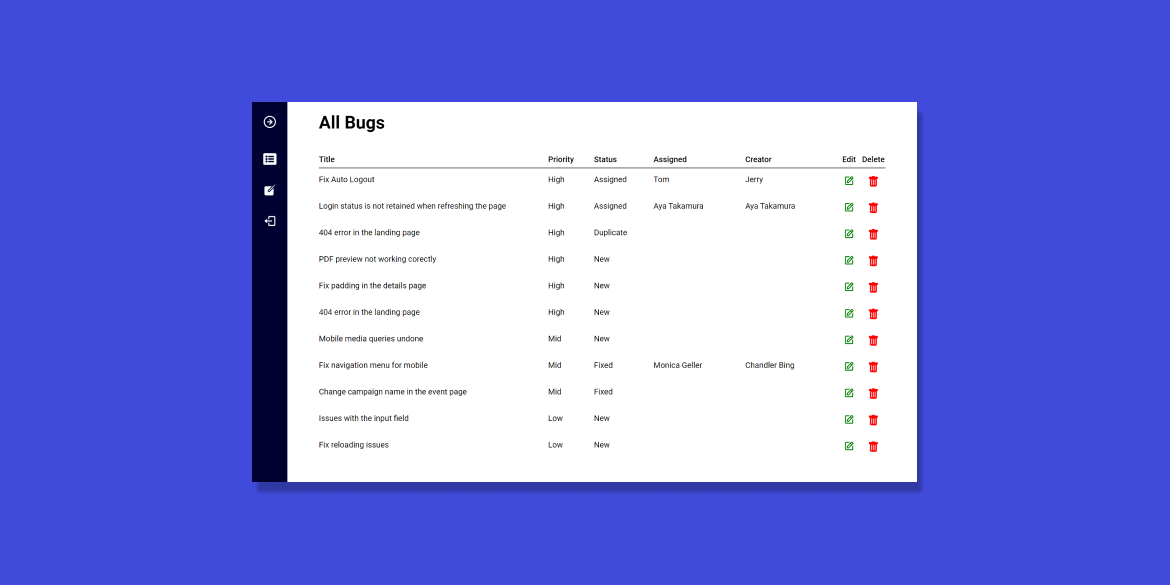 All Bugs
Title Priority Status Assigned Creator Edit Delete
Fix Auto Logout High Assigned Tom Jerry
Login status is not retained when refreshing the page High Assigned Aya Takamura Aya Takamura
404 error in the landing page High Duplicate
PDF preview not working corectly High New
Fix padding in the details page High New
404 error in the landing page High New
Mobile media queries undone Mid New
Fix navigation menu for mobile Mid Fixed Monica Geller Chandler Bing
Change campaign name in the event page Mid Fixed
Issues with the input field Low New
Fix reloading issues Low New